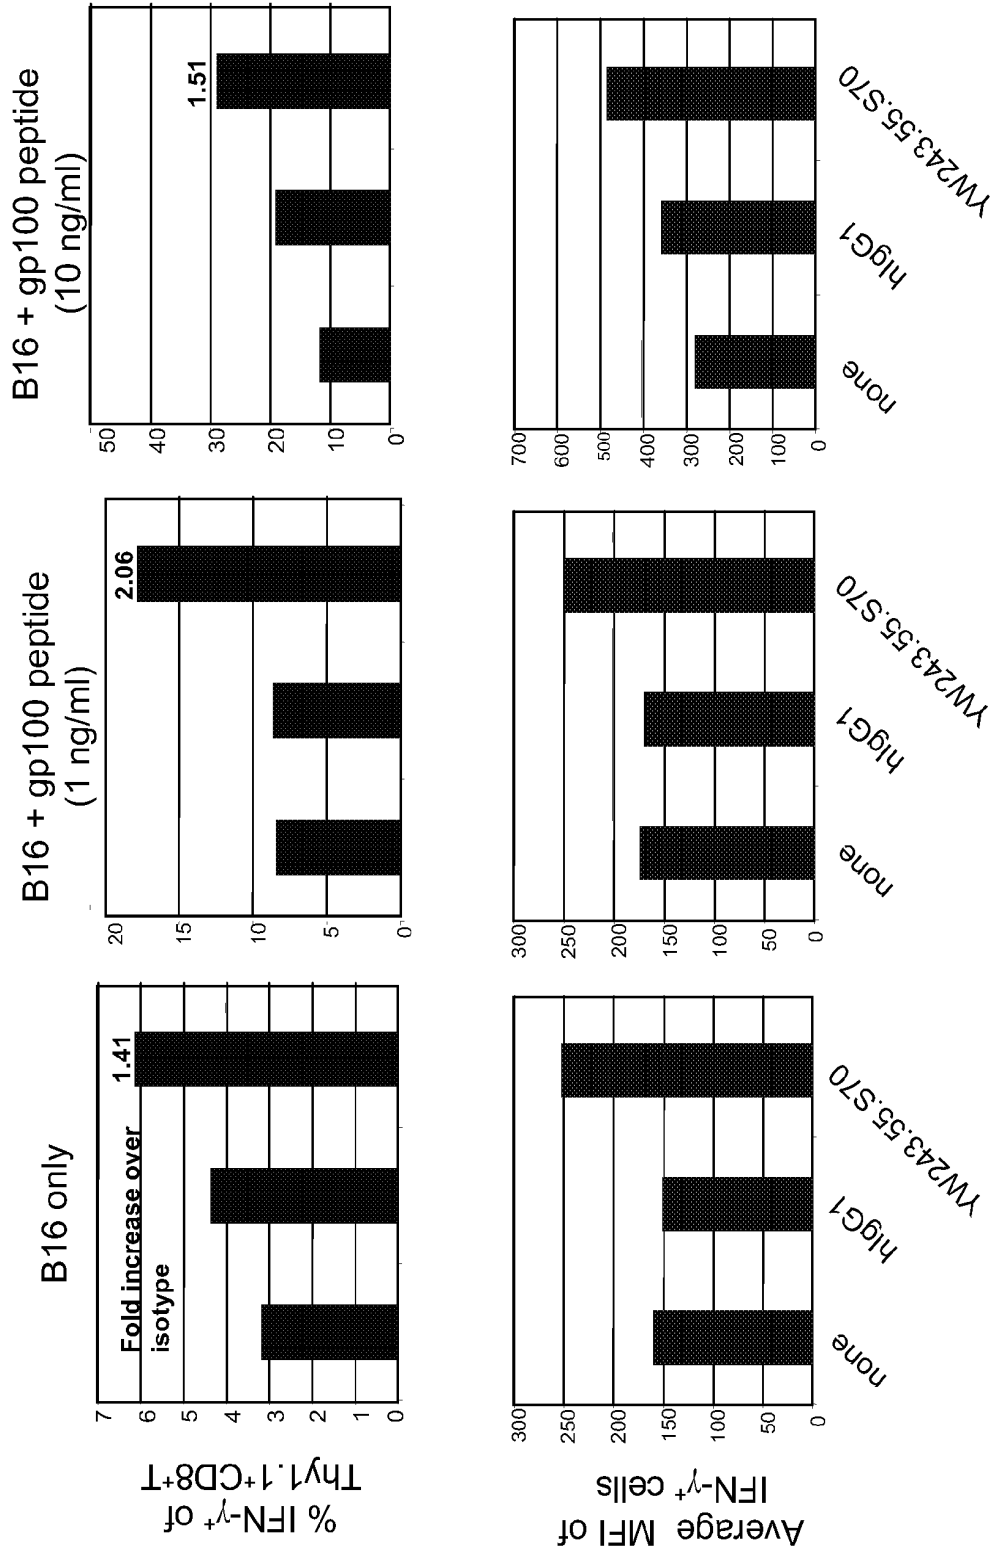 B16 only
B16 + gp100 peptide
(1 ng/ml)
B16 + gp100 peptide
(10 ng/ml)
% IFN-γ⁺ of
Thy1.1⁺CD8⁺T
7
6
5
4
3
2
1
0
Fold increase over
isotype
1.41
20
15
10
5
0
2.06
50
40
30
20
10
0
1.51
Average MFI of
IFN-γ⁺ cells
300
250
200
150
100
50
0
none
hIgG1
YW243.55.S70
300
250
200
150
100
50
0
none
hIgG1
YW243.55.S70
700
600
500
400
300
200
100
0
none
hIgG1
YW243.55.S70